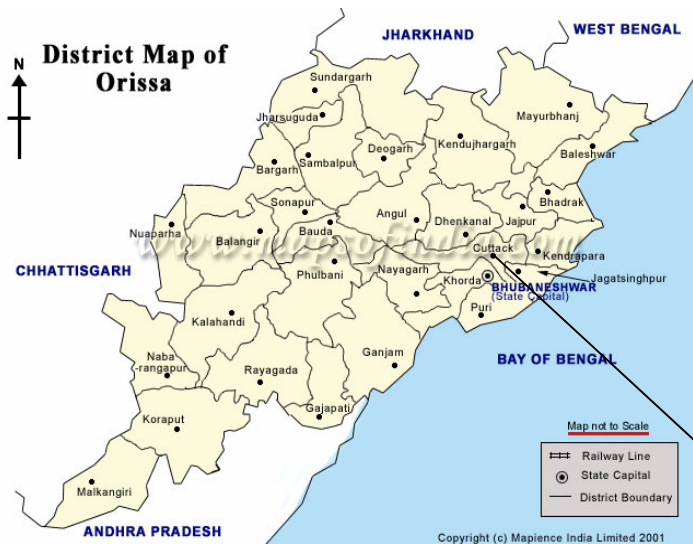 District Map of
Orissa
N
JHARKHAND
WEST BENGAL
Sundargarh
Jharsuguda
Mayurbhanj
Kendujhargarh
Deogarh
Sambalpur
Baleshwar
Bargarh
Bhadrak
Sonapur
Angul
Jajpur
Nuaparha
Bauda
Dhenkanal
Balangir
www.mapsofindia.com
Cuttack
Kendrapara
CHHATTISGARH
Phulbani
Nayagarh
Khorda
Jagatsinghpur
BHUBANESHWAR
(State Capital)
Puri
Kalahandi
Naba
-rangapur
Rayagada
Ganjam
BAY OF BENGAL
Gajapati
Koraput
Map not to Scale
Railway Line
State Capital
District Boundary
Malkangiri
ANDHRA PRADESH
Copyright (c) Mapience India Limited 2001